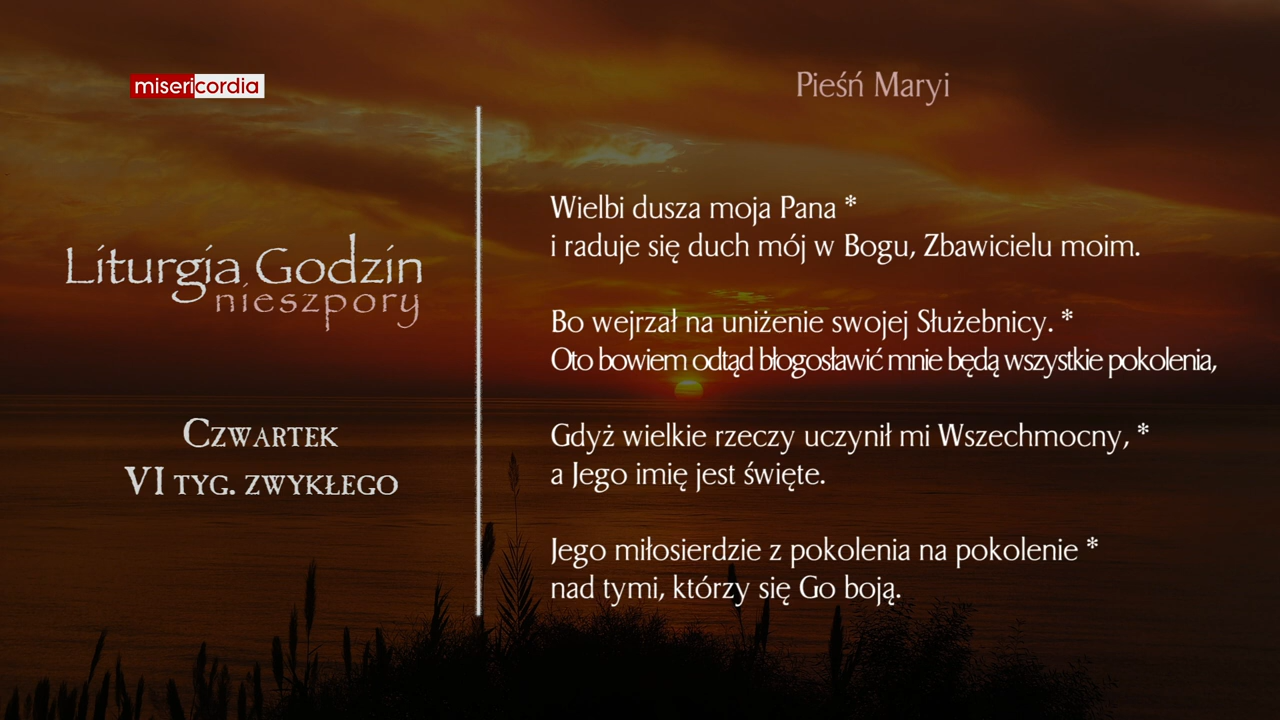 misericordia
Liturgia Godzin
nieszpory
Czwartek
VI tyg. zwykłego
Pieśń Maryi
Wielbi dusza moja Pana *
i raduje się duch mój w Bogu, Zbawicielu moim.
Bo wejrzał na uniżenie swojej Służebnicy. *
Oto bowiem odtąd błogosławić mnie będą wszystkie pokolenia,
Gdyż wielkie rzeczy uczynił mi Wszechmocny, *
a Jego imię jest święte.
Jego miłosierdzie z pokolenia na pokolenie *
nad tymi, którzy się Go boją.